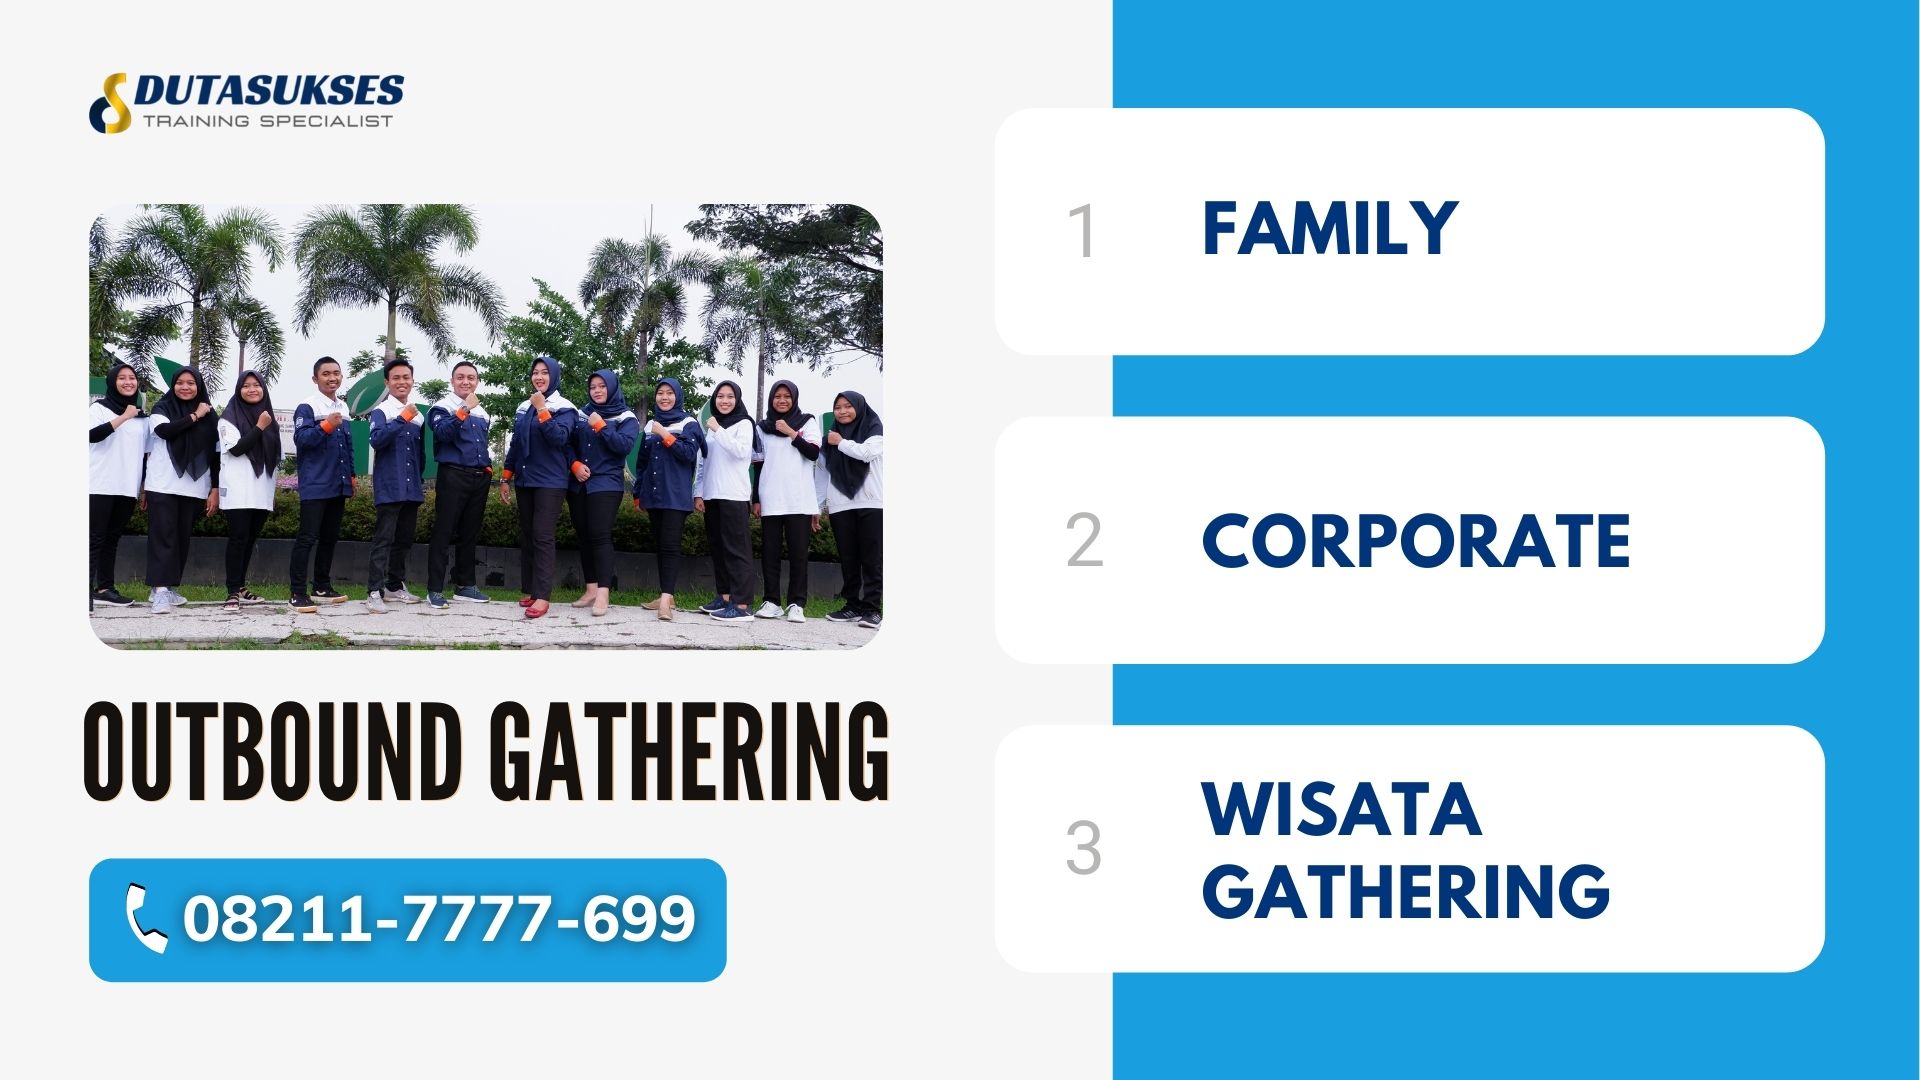 DUTASUKSES
TRAINING SPECIALIST
OUTBOUND GATHERING
08211-7777-699
1
FAMILY
2
CORPORATE
3
WISATA
GATHERING